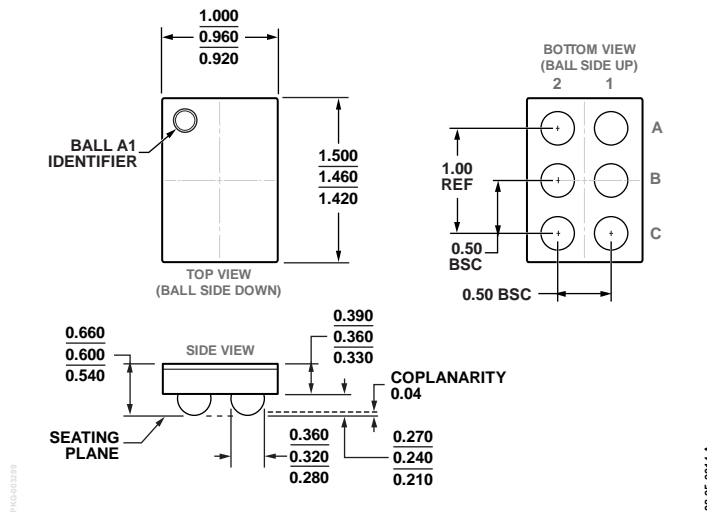 1.000
0.960
0.920
BOTTOM VIEW
(BALL SIDE UP)
2 1
BALL A1
IDENTIFIER
1.500
1.460
1.420
A
1.00
REF
B
0.50
BSC
C
0.50 BSC
TOP VIEW
(BALL SIDE DOWN)
0.660
0.600
0.540
SIDE VIEW
0.390
0.360
0.330
COPLANARITY
0.04
SEATING
PLANE
0.360
0.320
0.280
0.270
0.240
0.210
PKG-003299